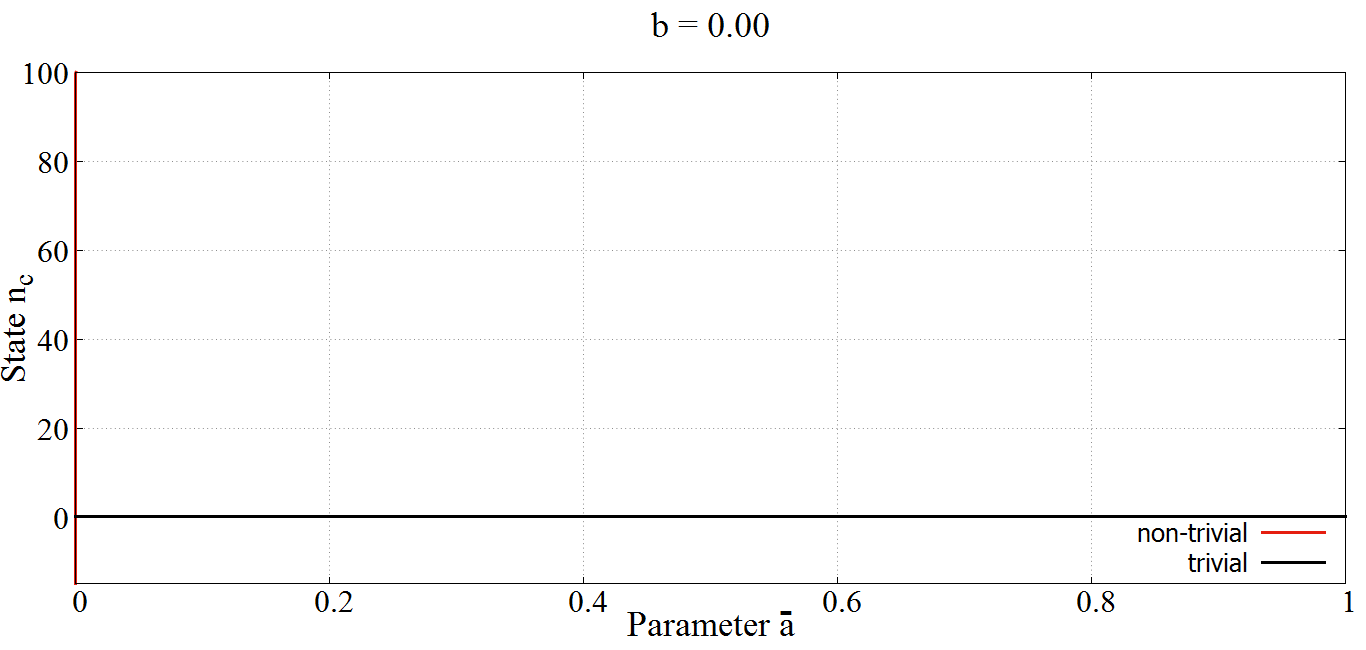 b = 0.00
100
80
60
40
20
0
State n_c
non-trivial
trivial
0 0.2 0.4 0.6 0.8 1
Parameter ā